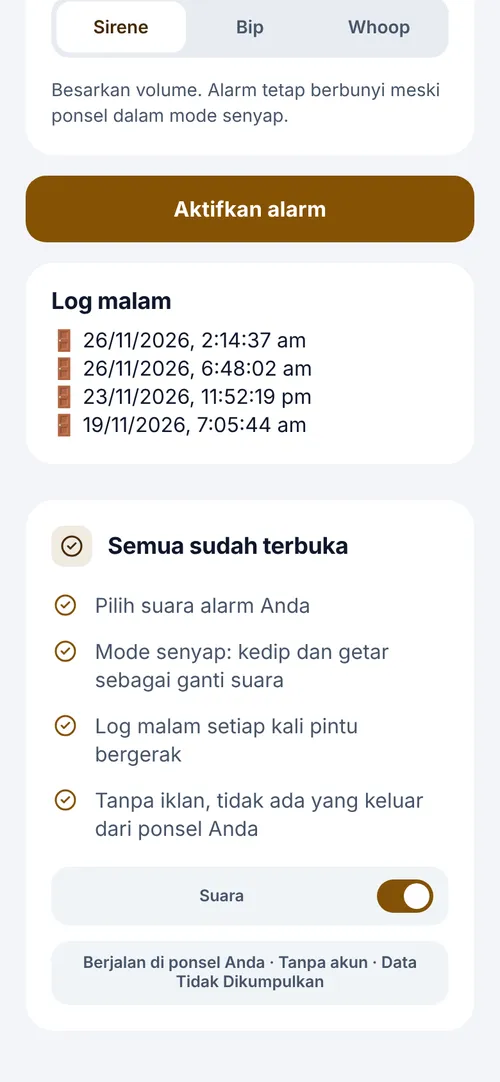 Sirene Bip Whoop
Besarkan volume. Alarm tetap berbunyi meski
ponsel dalam mode senyap.
Aktifkan alarm
Log malam
🚪 26/11/2026, 2:14:37 am
🚪 26/11/2026, 6:48:02 am
🚪 23/11/2026, 11:52:19 pm
🚪 19/11/2026, 7:05:44 am
Semua sudah terbuka
Pilih suara alarm Anda
Mode senyap: kedip dan getar
sebagai ganti suara
Log malam setiap kali pintu
bergerak
Tanpa iklan, tidak ada yang keluar
dari ponsel Anda
Suara
Berjalan di ponsel Anda · Tanpa akun · Data
Tidak Dikumpulkan